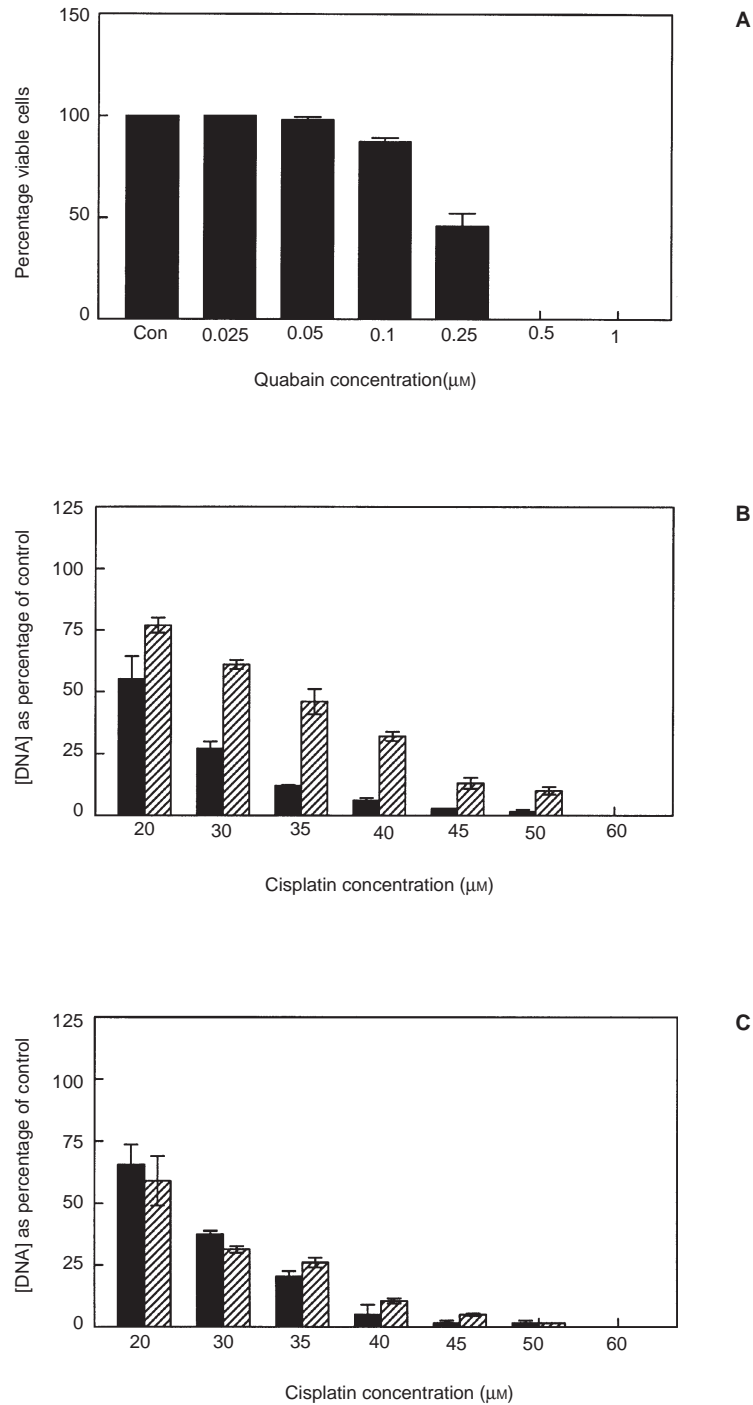 A
Percentage viable cells
150
100
50
0
Con 0.025 0.05 0.1 0.25 0.5 1
Quabain concentration(µM)
B
[DNA] as percentage of control
125
100
75
50
25
0
20 30 35 40 45 50 60
Cisplatin concentration (µM)
C
[DNA] as percentage of control
125
100
75
50
25
0
20 30 35 40 45 50 60
Cisplatin concentration (µM)